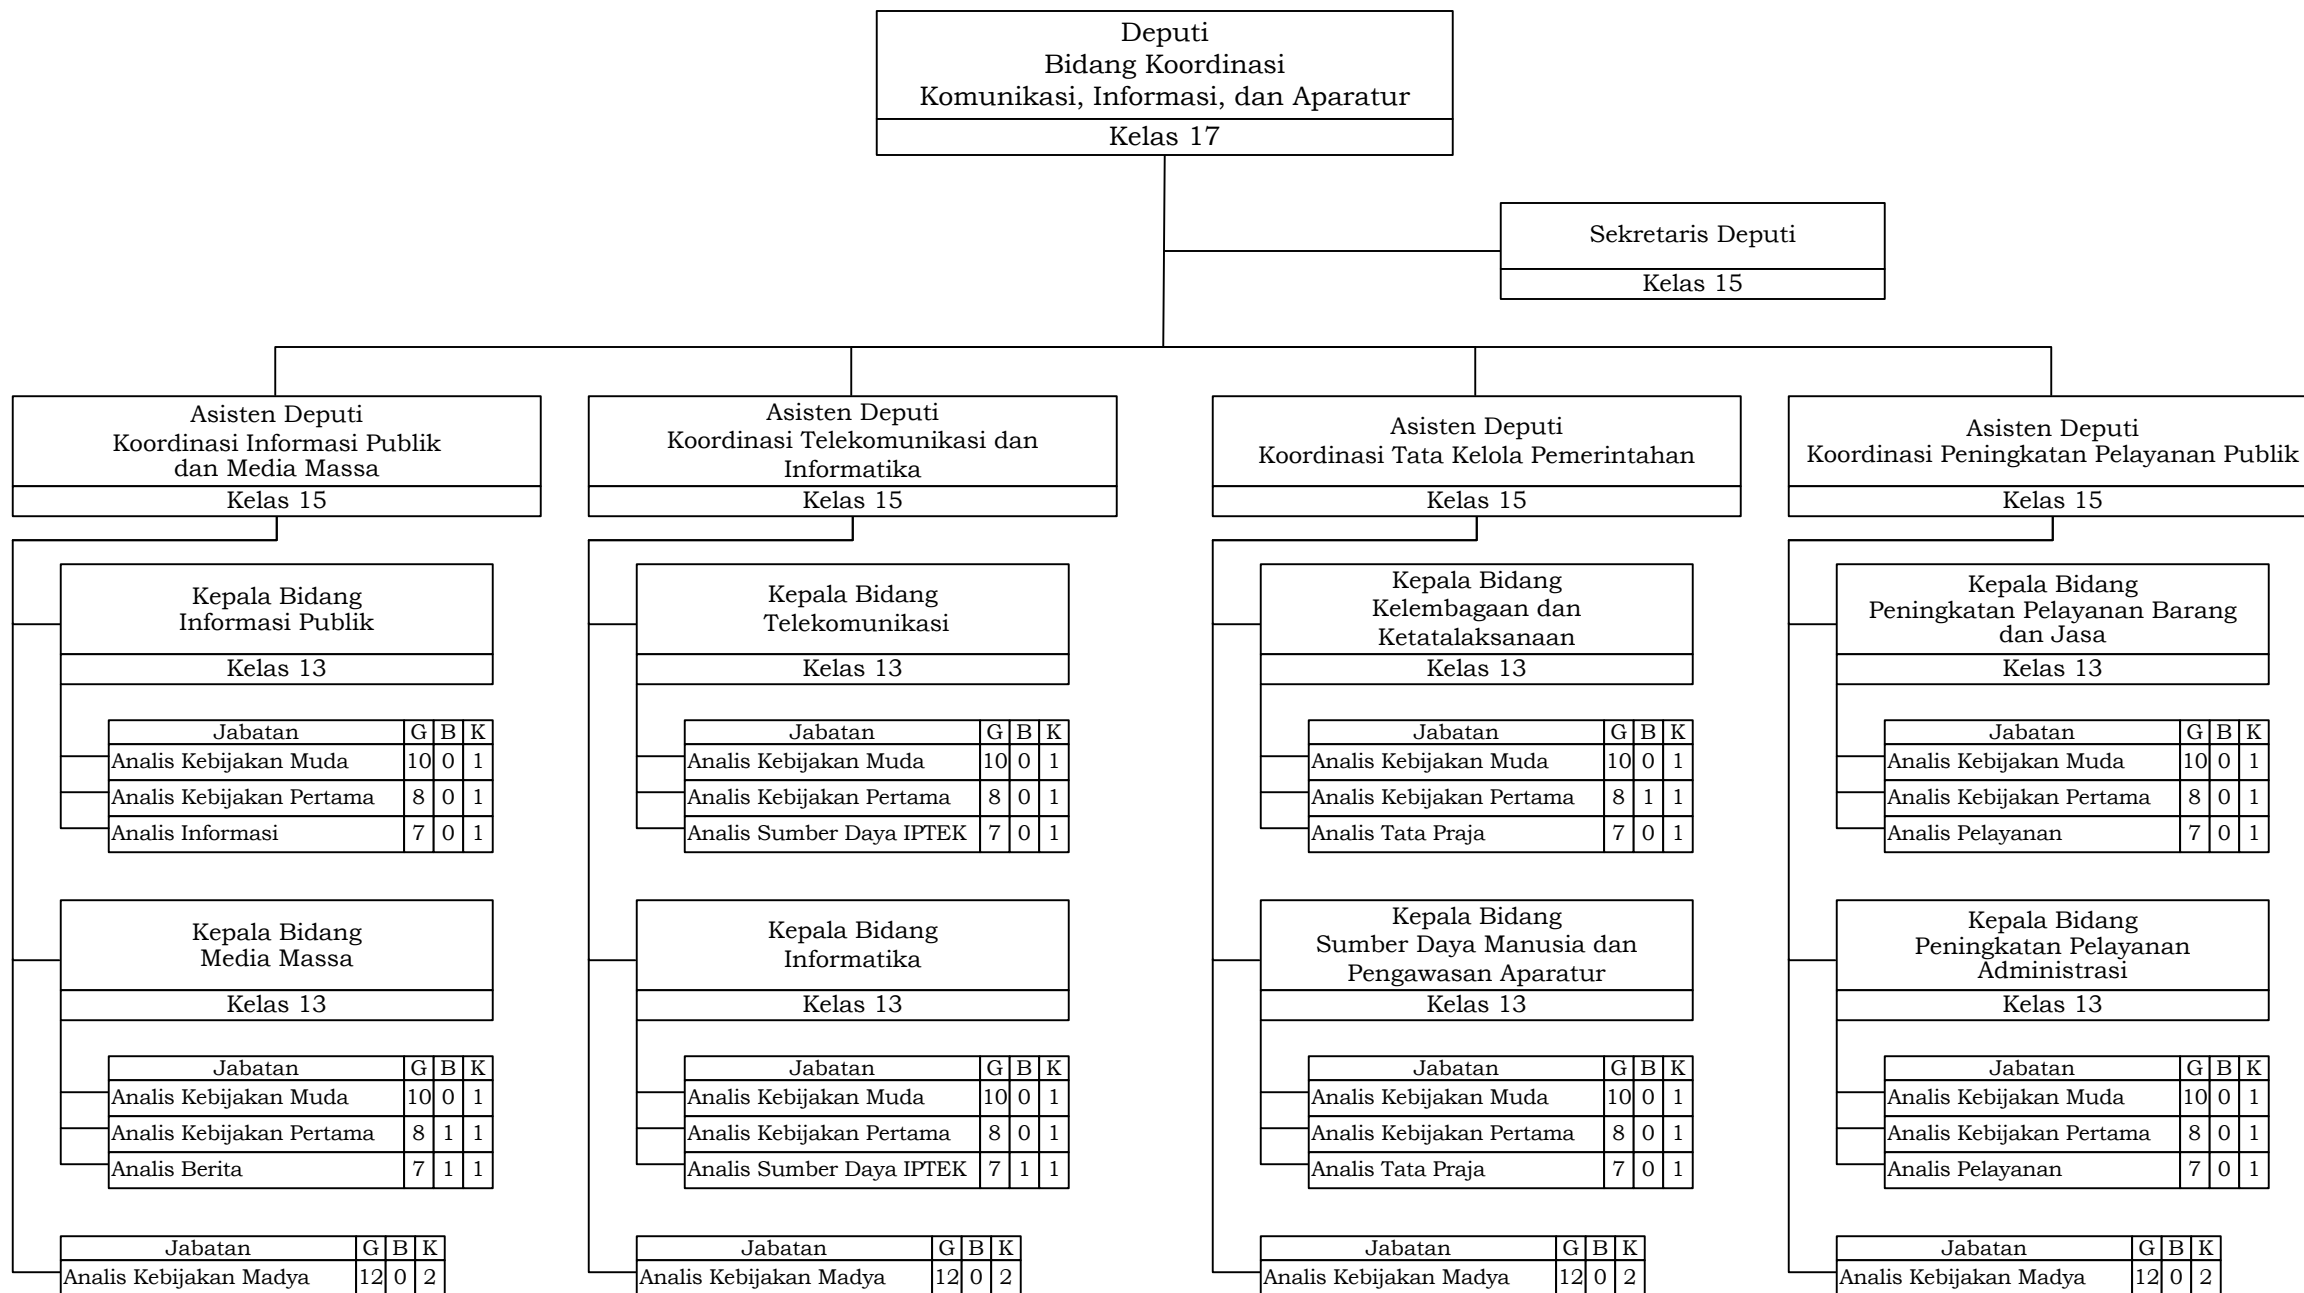 Deputi
Bidang Koordinasi
Komunikasi, Informasi, dan Aparatur
Kelas 17
Sekretaris Deputi
Kelas 15
Asisten Deputi
Koordinasi Informasi Publik
dan Media Massa
Kelas 15
Kepala Bidang
Informasi Publik
Kelas 13
Jabatan G B K
Analis Kebijakan Muda 10 0 1
Analis Kebijakan Pertama 8 0 1
Analis Informasi 7 0 1
Kepala Bidang
Media Massa
Kelas 13
Jabatan G B K
Analis Kebijakan Muda 10 0 1
Analis Kebijakan Pertama 8 1 1
Analis Berita 7 1 1
Jabatan G B K
Analis Kebijakan Madya 12 0 2
Asisten Deputi
Koordinasi Telekomunikasi dan
Informatika
Kelas 15
Kepala Bidang
Telekomunikasi
Kelas 13
Jabatan G B K
Analis Kebijakan Muda 10 0 1
Analis Kebijakan Pertama 8 0 1
Analis Sumber Daya IPTEK 7 0 1
Kepala Bidang
Informatika
Kelas 13
Jabatan G B K
Analis Kebijakan Muda 10 0 1
Analis Kebijakan Pertama 8 0 1
Analis Sumber Daya IPTEK 7 1 1
Jabatan G B K
Analis Kebijakan Madya 12 0 2
Asisten Deputi
Koordinasi Tata Kelola Pemerintahan
Kelas 15
Kepala Bidang
Kelembagaan dan
Ketatalaksanaan
Kelas 13
Jabatan G B K
Analis Kebijakan Muda 10 0 1
Analis Kebijakan Pertama 8 1 1
Analis Tata Praja 7 0 1
Kepala Bidang
Sumber Daya Manusia dan
Pengawasan Aparatur
Kelas 13
Jabatan G B K
Analis Kebijakan Muda 10 0 1
Analis Kebijakan Pertama 8 0 1
Analis Tata Praja 7 0 1
Jabatan G B K
Analis Kebijakan Madya 12 0 2
Asisten Deputi
Koordinasi Peningkatan Pelayanan Publik
Kelas 15
Kepala Bidang
Peningkatan Pelayanan Barang
dan Jasa
Kelas 13
Jabatan G B K
Analis Kebijakan Muda 10 0 1
Analis Kebijakan Pertama 8 0 1
Analis Pelayanan 7 0 1
Kepala Bidang
Peningkatan Pelayanan
Administrasi
Kelas 13
Jabatan G B K
Analis Kebijakan Muda 10 0 1
Analis Kebijakan Pertama 8 0 1
Analis Pelayanan 7 0 1
Jabatan G B K
Analis Kebijakan Madya 12 0 2